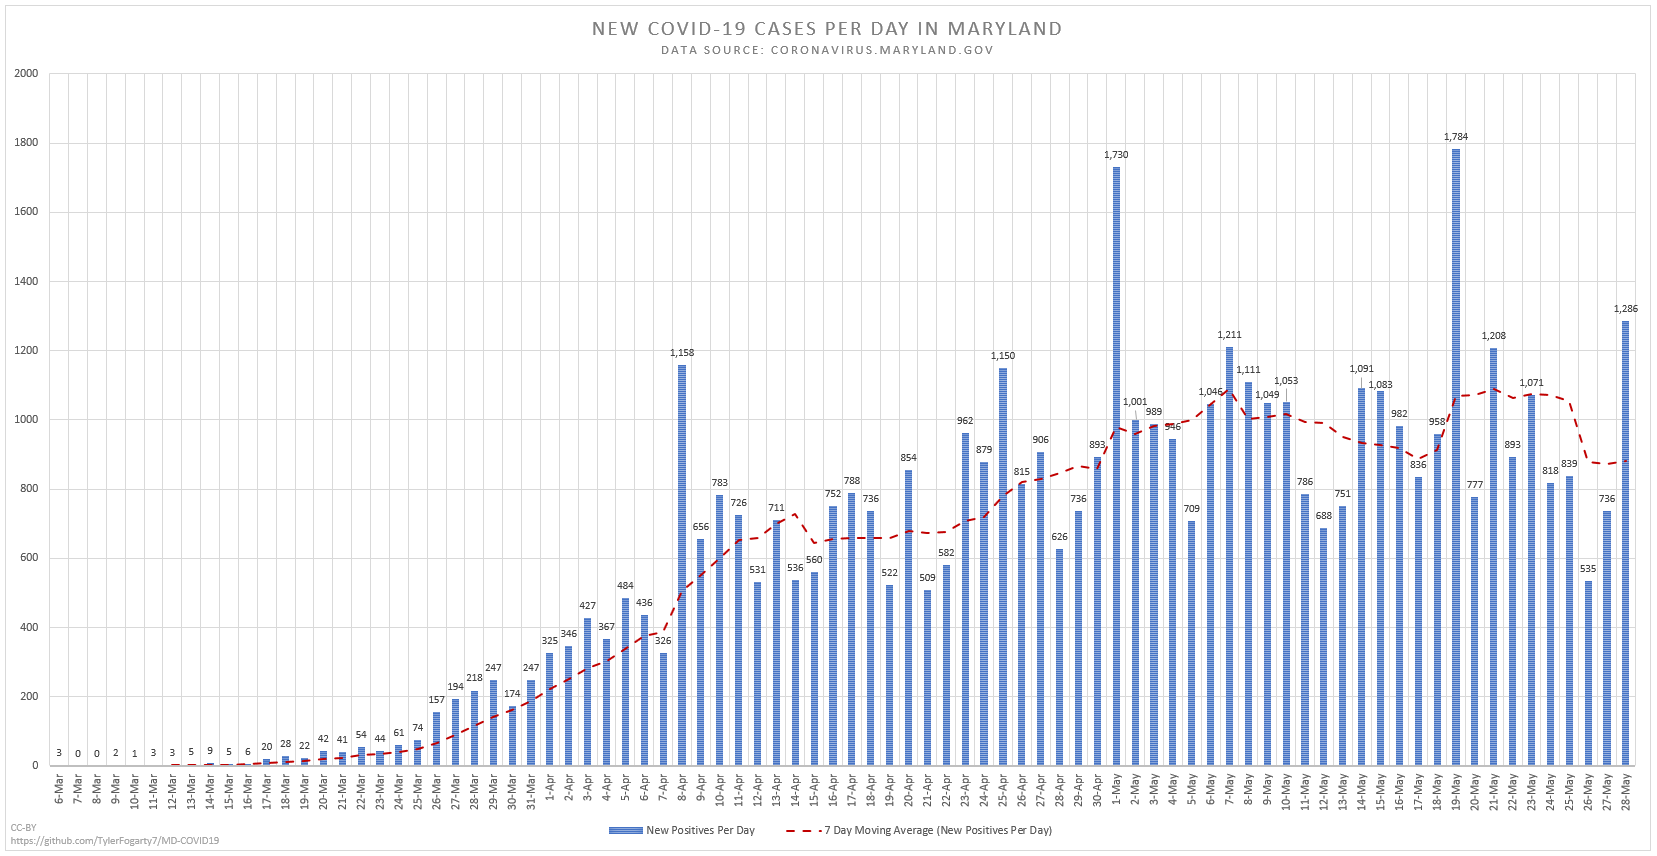 NEW COVID-19 CASES PER DAY IN MARYLAND
DATA SOURCE: CORONAVIRUS.MARYLAND.GOV
2000
1800
1600
1400
1200
1000
800
600
400
200
0
3 0 0 2 1 3 3 5 9 5 6 20 28 22 42 41 54 44 61 74 157 194 218 247 174 247 325 346 427 367 484 436 326 1,158 656 783 726 531 711 536 560 752 788 736 522 854 509 582 962 879 1,150 815 906 626 736 893 1,730 1,001 989 946 709 1,046 1,211 1,111 1,049 1,053 786 688 751 1,091 1,083 982 836 958 1,784 777 1,208 893 1,071 818 839 535 736 1,286
6-Mar 7-Mar 8-Mar 9-Mar 10-Mar 11-Mar 12-Mar 13-Mar 14-Mar 15-Mar 16-Mar 17-Mar 18-Mar 19-Mar 20-Mar 21-Mar 22-Mar 23-Mar 24-Mar 25-Mar 26-Mar 27-Mar 28-Mar 29-Mar 30-Mar 31-Mar 1-Apr 2-Apr 3-Apr 4-Apr 5-Apr 6-Apr 7-Apr 8-Apr 9-Apr 10-Apr 11-Apr 12-Apr 13-Apr 14-Apr 15-Apr 16-Apr 17-Apr 18-Apr 19-Apr 20-Apr 21-Apr 22-Apr 23-Apr 24-Apr 25-Apr 26-Apr 27-Apr 28-Apr 29-Apr 30-Apr 1-May 2-May 3-May 4-May 5-May 6-May 7-May 8-May 9-May 10-May 11-May 12-May 13-May 14-May 15-May 16-May 17-May 18-May 19-May 20-May 21-May 22-May 23-May 24-May 25-May 26-May 27-May 28-May
New Positives Per Day
7 Day Moving Average (New Positives Per Day)
CC-BY
https://github.com/TylerFogarty7/MD-COVID19